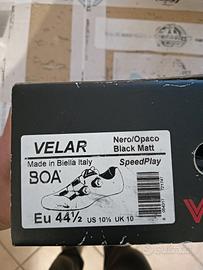 VELAR
Nero/Opaco
Black Matt
Made in Biella Italy
SpeedPlay
BOA
Eu 44½ US 10½ UK 10
V